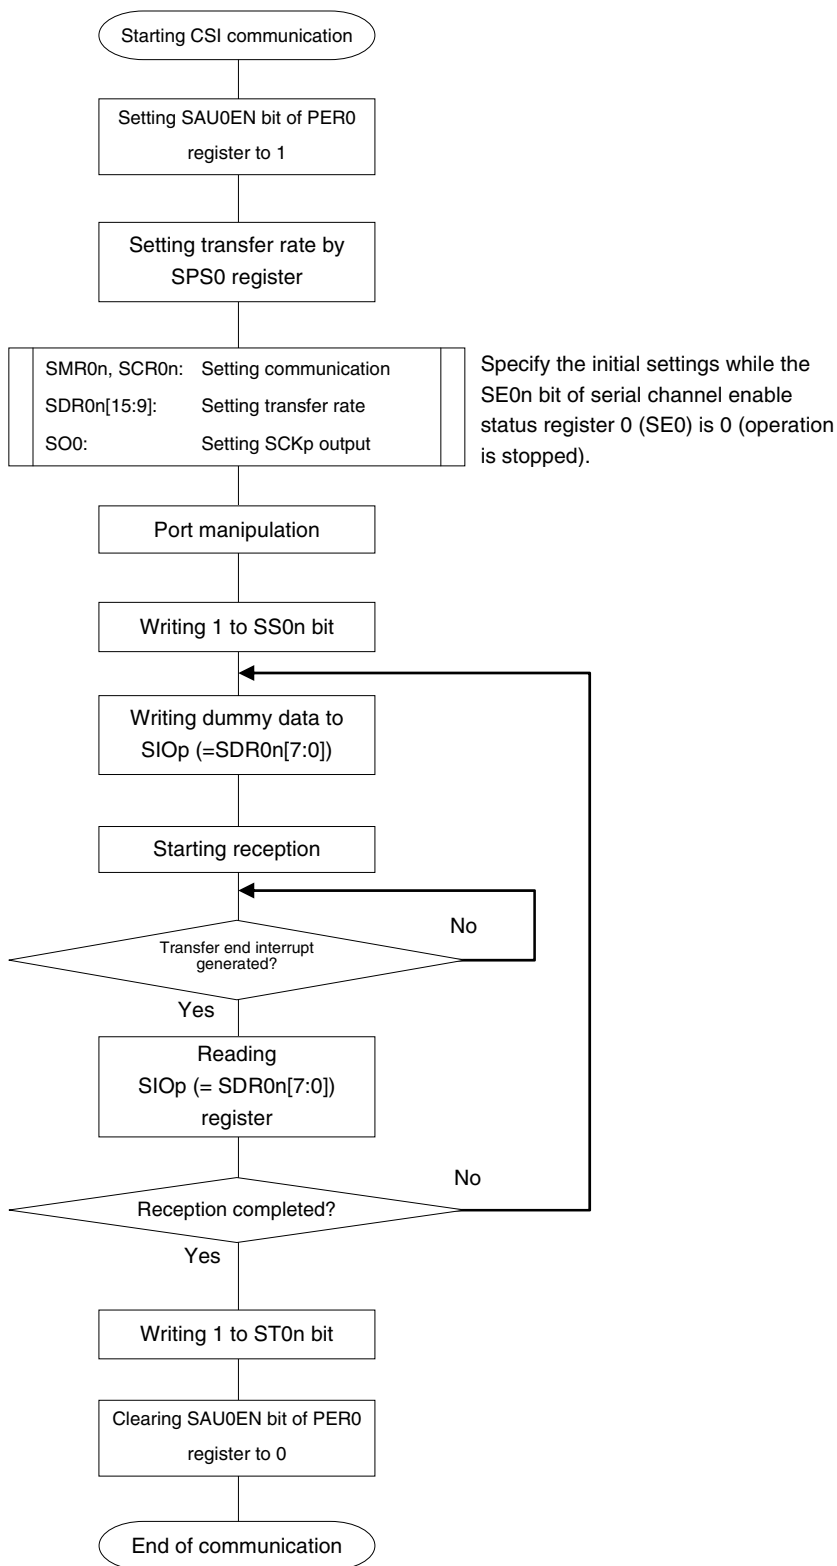 Starting CSI communication
Setting SAU0EN bit of PER0
register to 1
Setting transfer rate by
SPS0 register
SMR0n, SCR0n: Setting communication
SDR0n[15:9]: Setting transfer rate
SO0: Setting SCKp output
Specify the initial settings while the
SE0n bit of serial channel enable
status register 0 (SE0) is 0 (operation
is stopped).
Port manipulation
Writing 1 to SS0n bit
Writing dummy data to
SIOp (=SDR0n[7:0])
Starting reception
No
Transfer end interrupt
generated?
Yes
Reading
SIOp (= SDR0n[7:0])
register
No
Reception completed?
Yes
Writing 1 to ST0n bit
Clearing SAU0EN bit of PER0
register to 0
End of communication